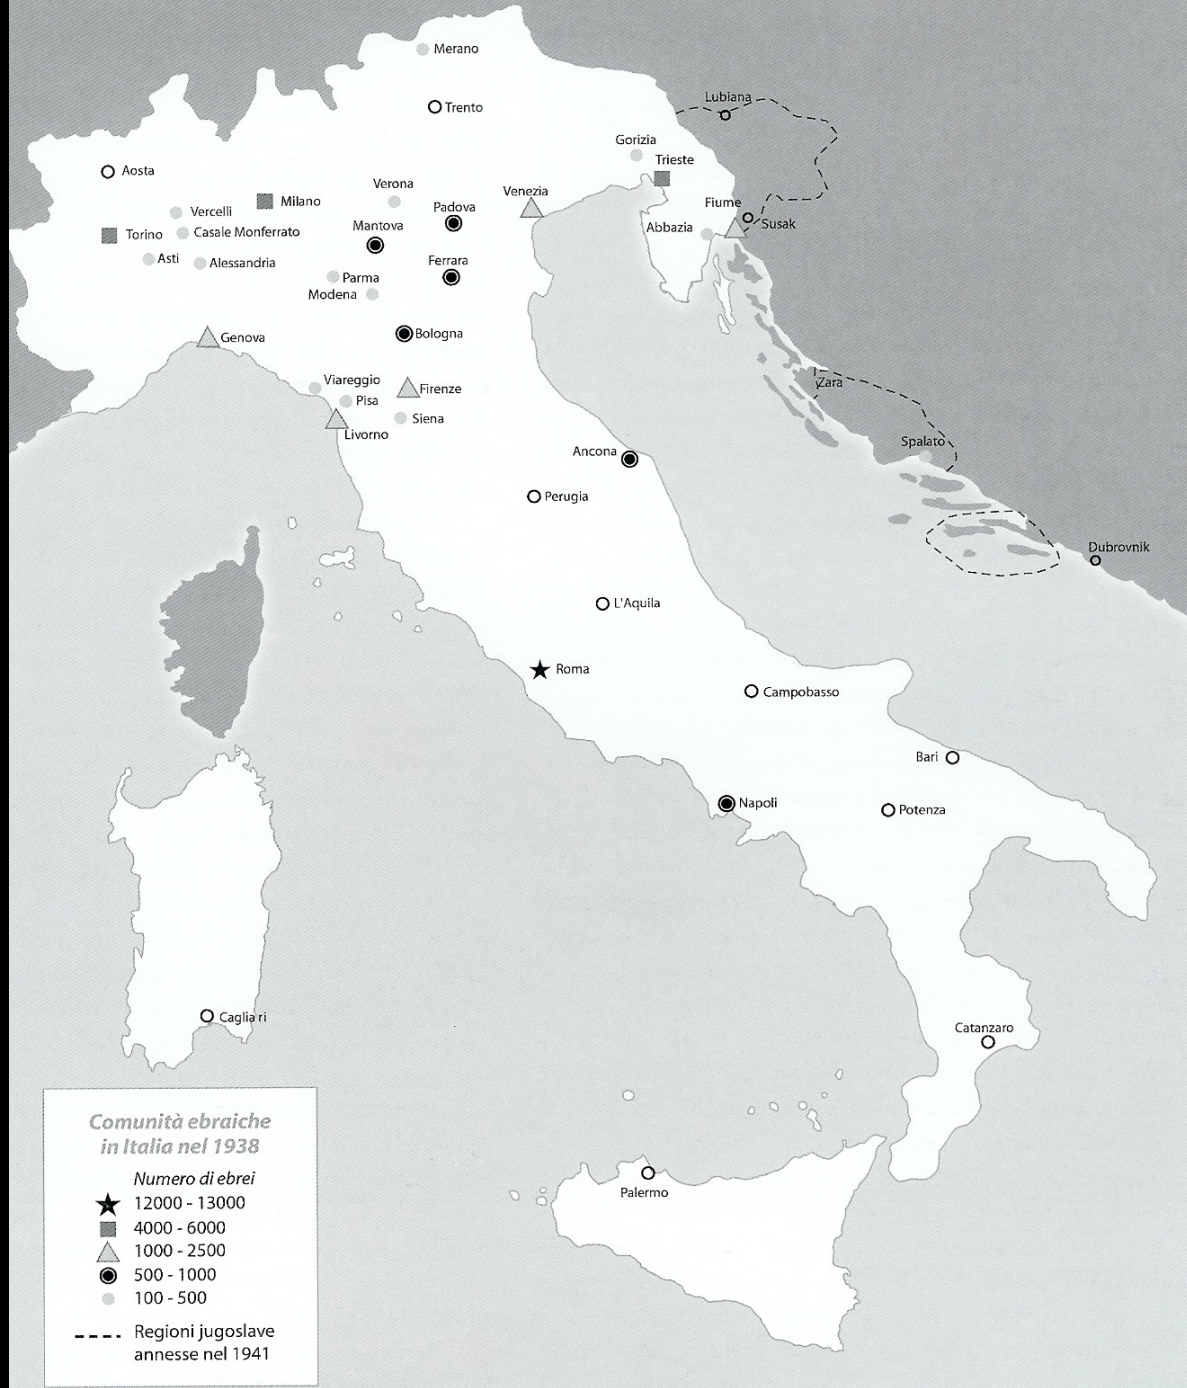 Merano
Trento
Lubiana
Gorizia
Trieste
Aosta
Verona
Venezia
Milano
Padova
Fiume
Vercelli
Susak
Mantova
Abbazia
Torino
Casale Monferrato
Asti
Alessandria
Ferrara
Parma
Modena
Genova
Bologna
Viareggio
Zara
Firenze
Pisa
Siena
Livorno
Spalato
Ancona
Perugia
Dubrovnik
L'Aquila
Roma
Campobasso
Bari
Napoli
Potenza
Cagliari
Catanzaro
Palermo
Comunità ebraiche
in Italia nel 1938
Numero di ebrei
12000 - 13000
4000 - 6000
1000 - 2500
500 - 1000
100 - 500
Regioni jugoslave
annesse nel 1941